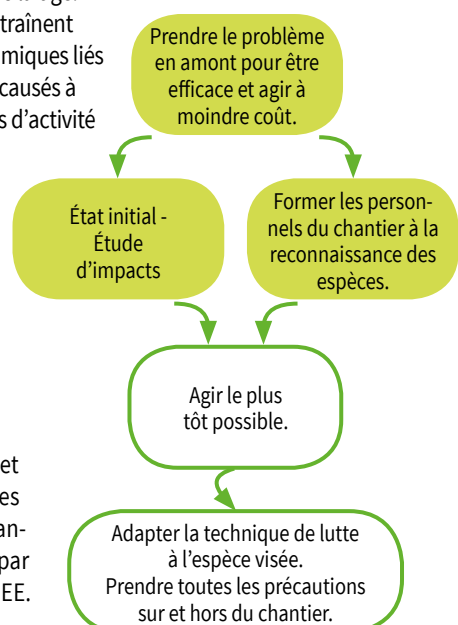 traînent
miques liés
causés à
s d'activité
Prendre le problème
en amont pour être
efficace et agir à
moindre coût.
État initial -
Étude
d'impacts
Former les person-
nels du chantier à la
reconnaissance des
espèces.
Agir le plus
tôt possible.
et
es
an-
par
EE.
Adapter la technique de lutte
à l'espèce visée.
Prendre toutes les précautions
sur et hors du chantier.